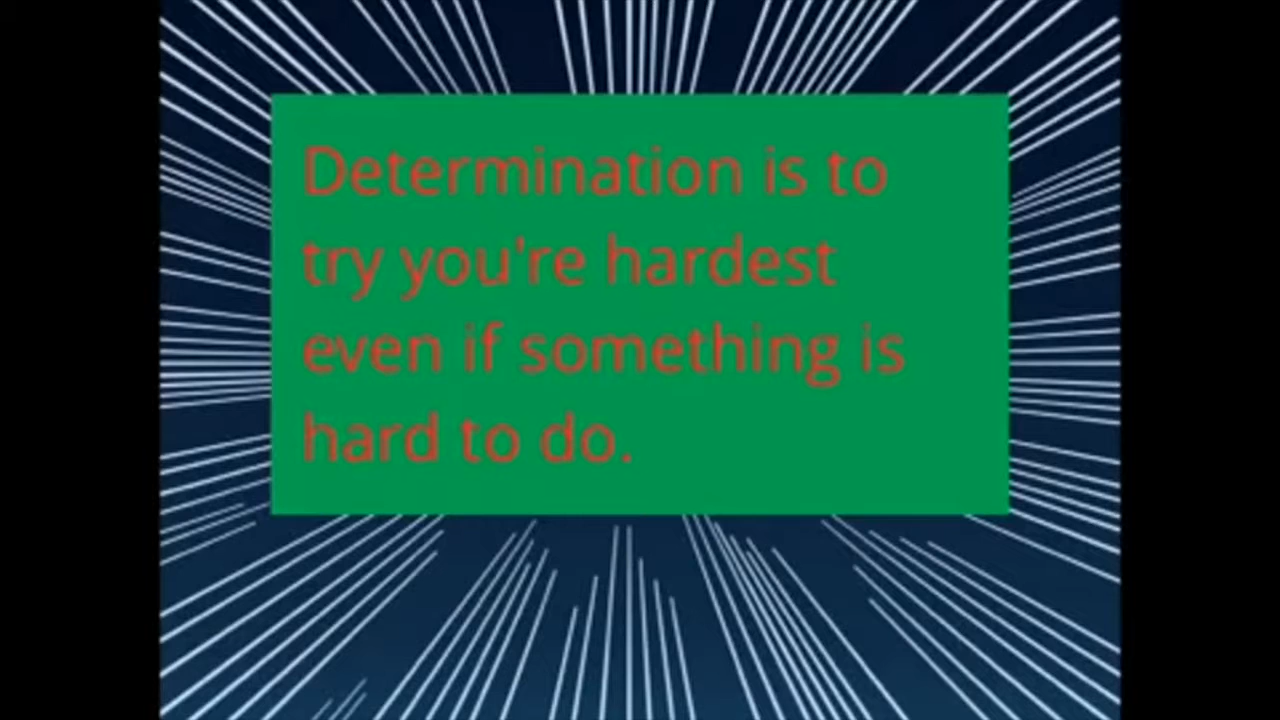 Determination is to
try you're hardest
even if something is
hard to do.